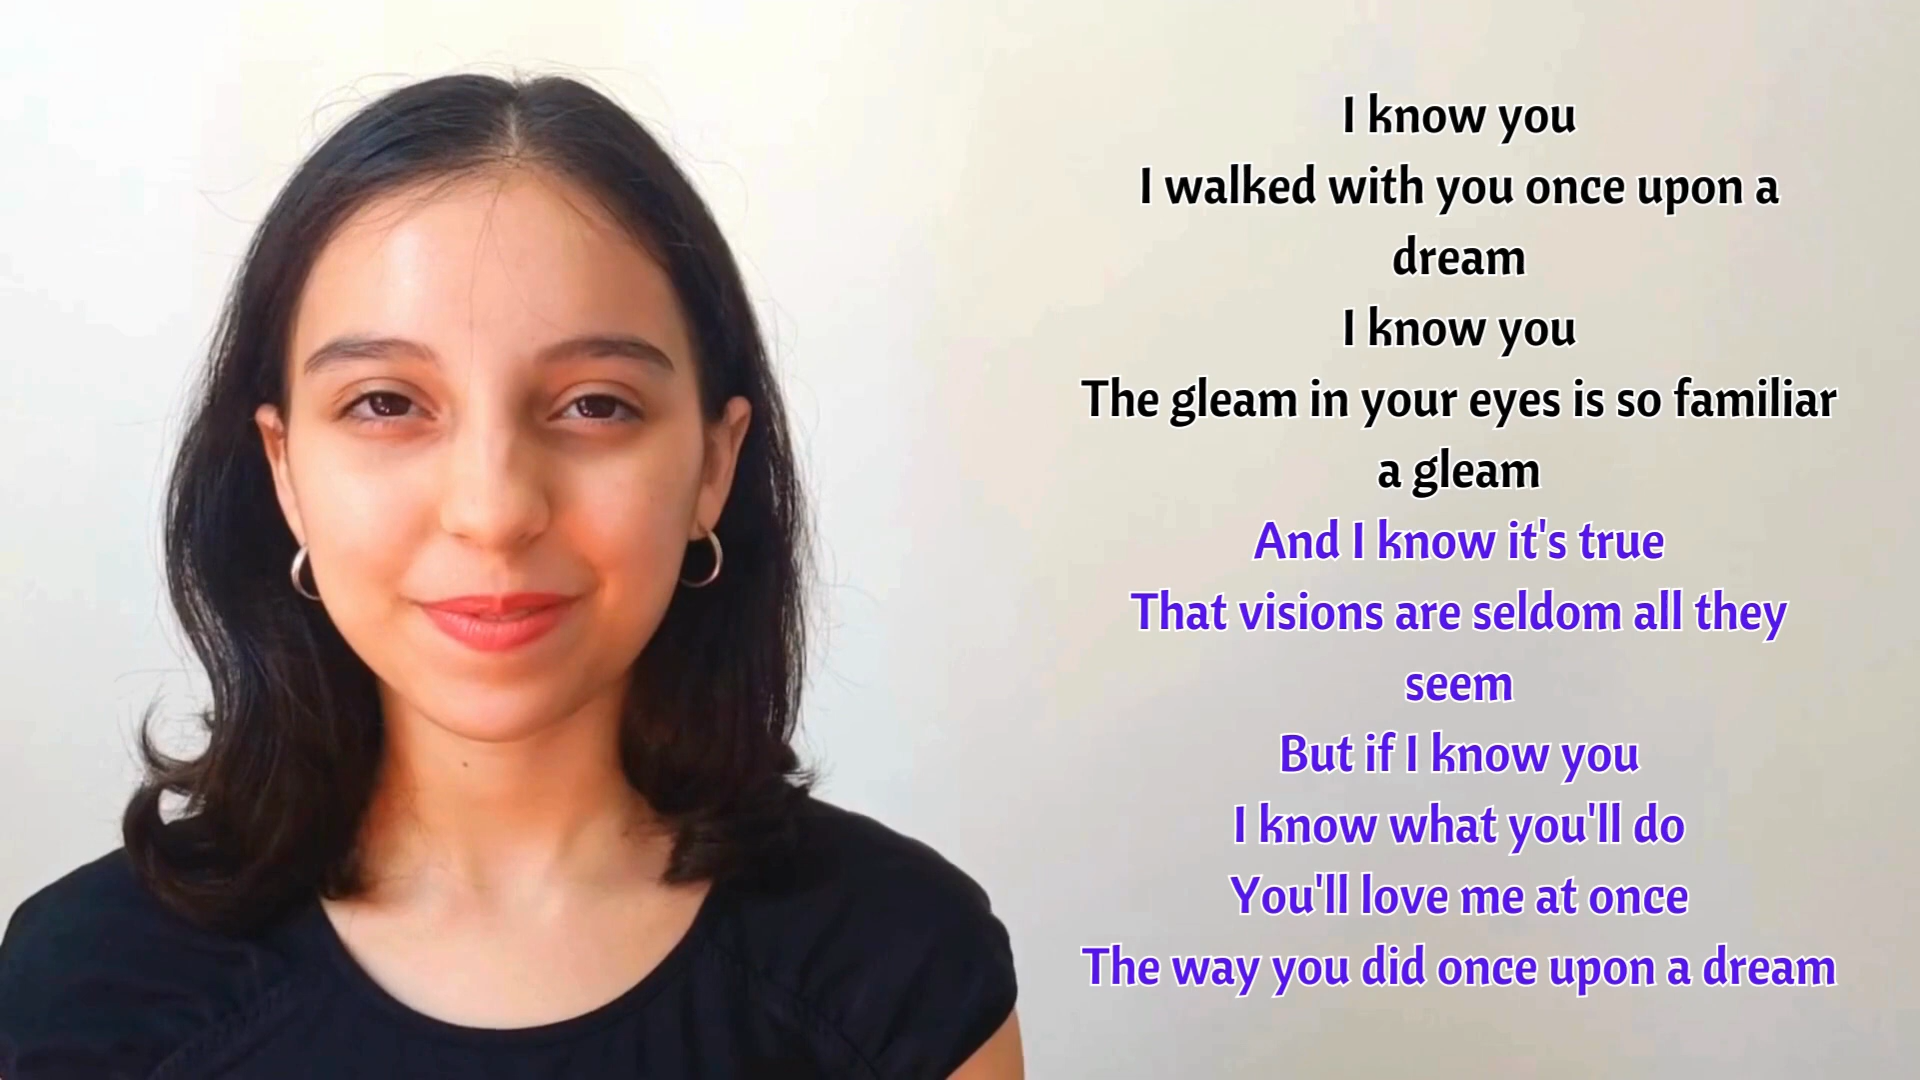 I know you
I walked with you once upon a
dream
I know you
The gleam in your eyes is so familiar
a gleam
And I know it's true
That visions are seldom all they
seem
But if I know you
I know what you'll do
You'll love me at once
The way you did once upon a dream